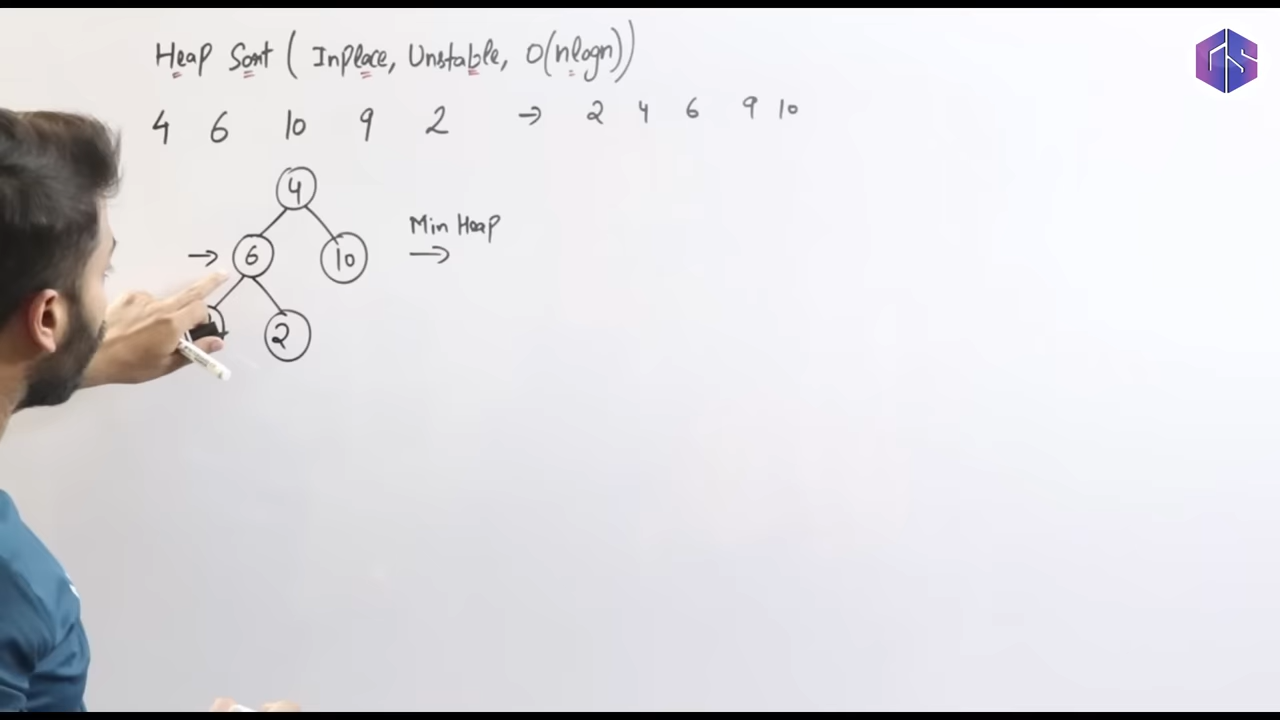 Heap Sort ( Inplace, Unstable, O(nlogn))
4 6 10 9 2 → 2 4 6 9 10
4
Min Heap
→ 6 10 →
2